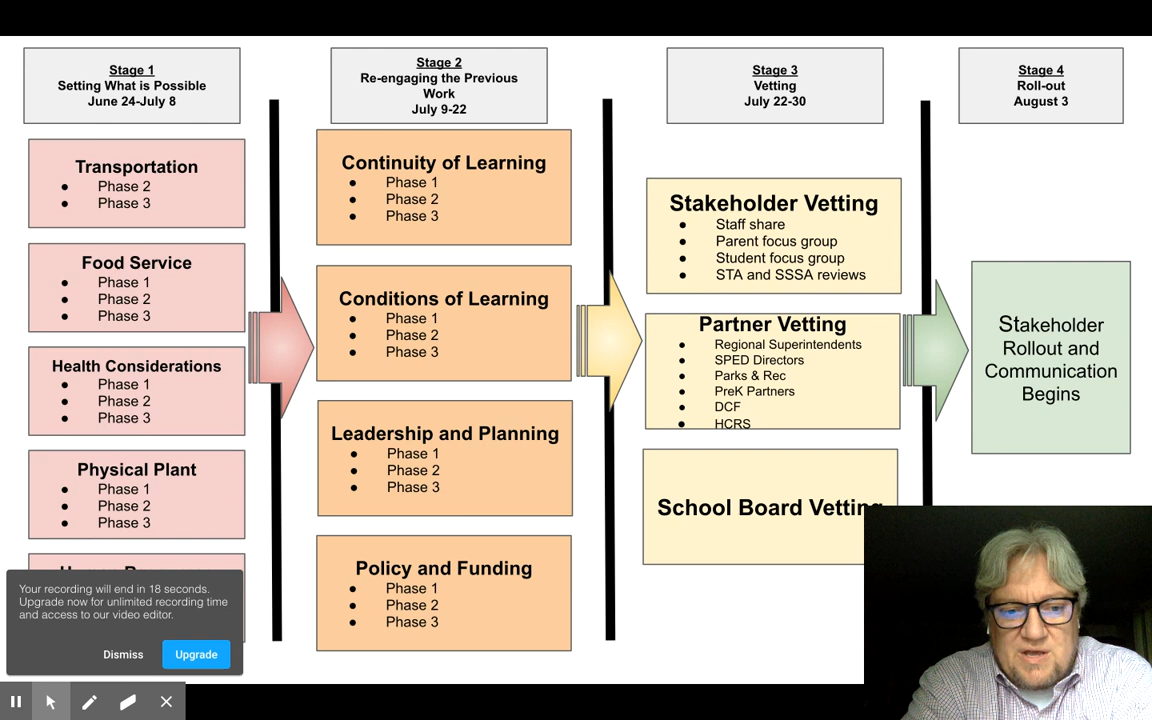 Stage 1
Setting What is Possible
June 24-July 8
Transportation
● Phase 2
● Phase 3
Food Service
● Phase 1
● Phase 2
● Phase 3
Health Considerations
● Phase 1
● Phase 2
● Phase 3
Physical Plant
● Phase 1
● Phase 2
● Phase 3
Stage 2
Re-engaging the Previous
Work
July 9-22
Continuity of Learning
● Phase 1
● Phase 2
● Phase 3
Conditions of Learning
● Phase 1
● Phase 2
● Phase 3
Leadership and Planning
● Phase 1
● Phase 2
● Phase 3
Policy and Funding
● Phase 1
● Phase 2
● Phase 3
Stage 3
Vetting
July 22-30
Stakeholder Vetting
● Staff share
● Parent focus group
● Student focus group
● STA and SSSA reviews
Partner Vetting
● Regional Superintendents
● SPED Directors
● Parks & Rec
● PreK Partners
● DCF
● HCRS
School Board Vetting
Stage 4
Roll-out
August 3
Stakeholder
Rollout and
Communication
Begins
Your recording will end in 18 seconds.
Upgrade now for unlimited recording time
and access to our video editor.
Dismiss
Upgrade